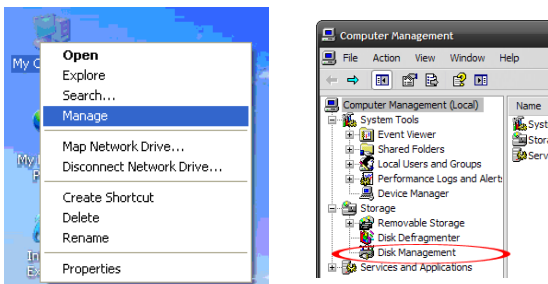 My C
Open
Explore
Search...
Manage
Map Network Drive...
Disconnect Network Drive...
Create Shortcut
Delete
Rename
Properties
My
In
Computer Management
File Action View Window Help
Computer Management (Local)
System Tools
Event Viewer
Shared Folders
Local Users and Groups
Performance Logs and Alert
Device Manager
Storage
Removable Storage
Disk Defragmenter
Disk Management
Services and Applications
Name
Syst
Stora
Serv